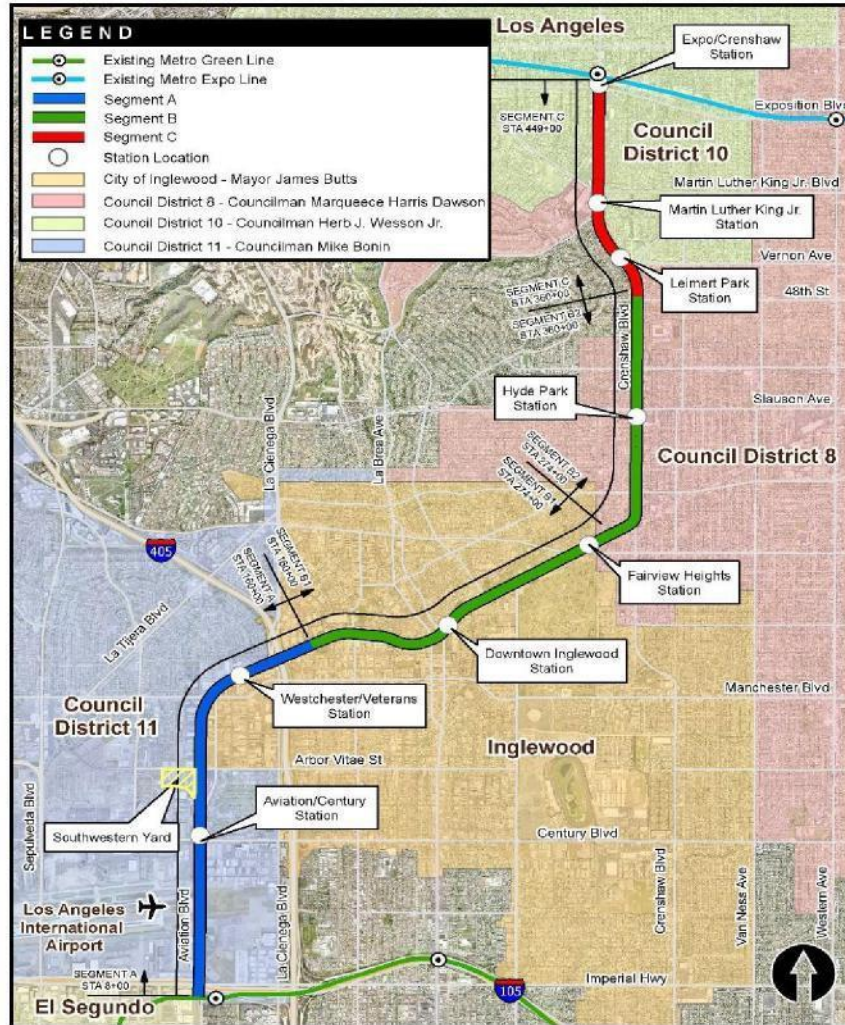 LEGEND
Existing Metro Green Line
Existing Metro Expo Line
Segment A
Segment B
Segment C
Station Location
City of Inglewood - Mayor James Butts
Council District 8 - Councilman Marqueece Harris Dawson
Council District 10 - Councilman Herb J. Wesson Jr.
Council District 11 - Councilman Mike Bonin
Los Angeles
Expo/Crenshaw
Station
SEGMENT C
STA 449+00
Exposition Blvd
Council
District 10
Martin Luther King Jr. Blvd
Martin Luther King Jr.
Station
Vernon Ave
Leimert Park
Station
48th St
SEGMENT C
STA 360+00
SEGMENT B2
STA 360+00
Crenshaw Blvd
Hyde Park
Station
Slauson Ave
La Cienega Blvd
La Brea Ave
Council District 8
SEGMENT B2
STA 274+00
SEGMENT B1
STA 274+00
405
SEGMENT B1
STA 160+00
SEGMENT A
STA 160+00
Fairview Heights
Station
La Tijera Blvd
Downtown Inglewood
Station
Council
District 11
Westchester/Veterans
Station
Manchester Blvd
Inglewood
Arbor Vitae St
Southwestern Yard
Aviation/Century
Station
Century Blvd
Sepulveda Blvd
Aviation Blvd
La Cienega Blvd
Crenshaw Blvd
Van Ness Ave
Western Ave
Los Angeles
International
Airport
SEGMENT A
STA 8+00
El Segundo
Imperial Hwy
105